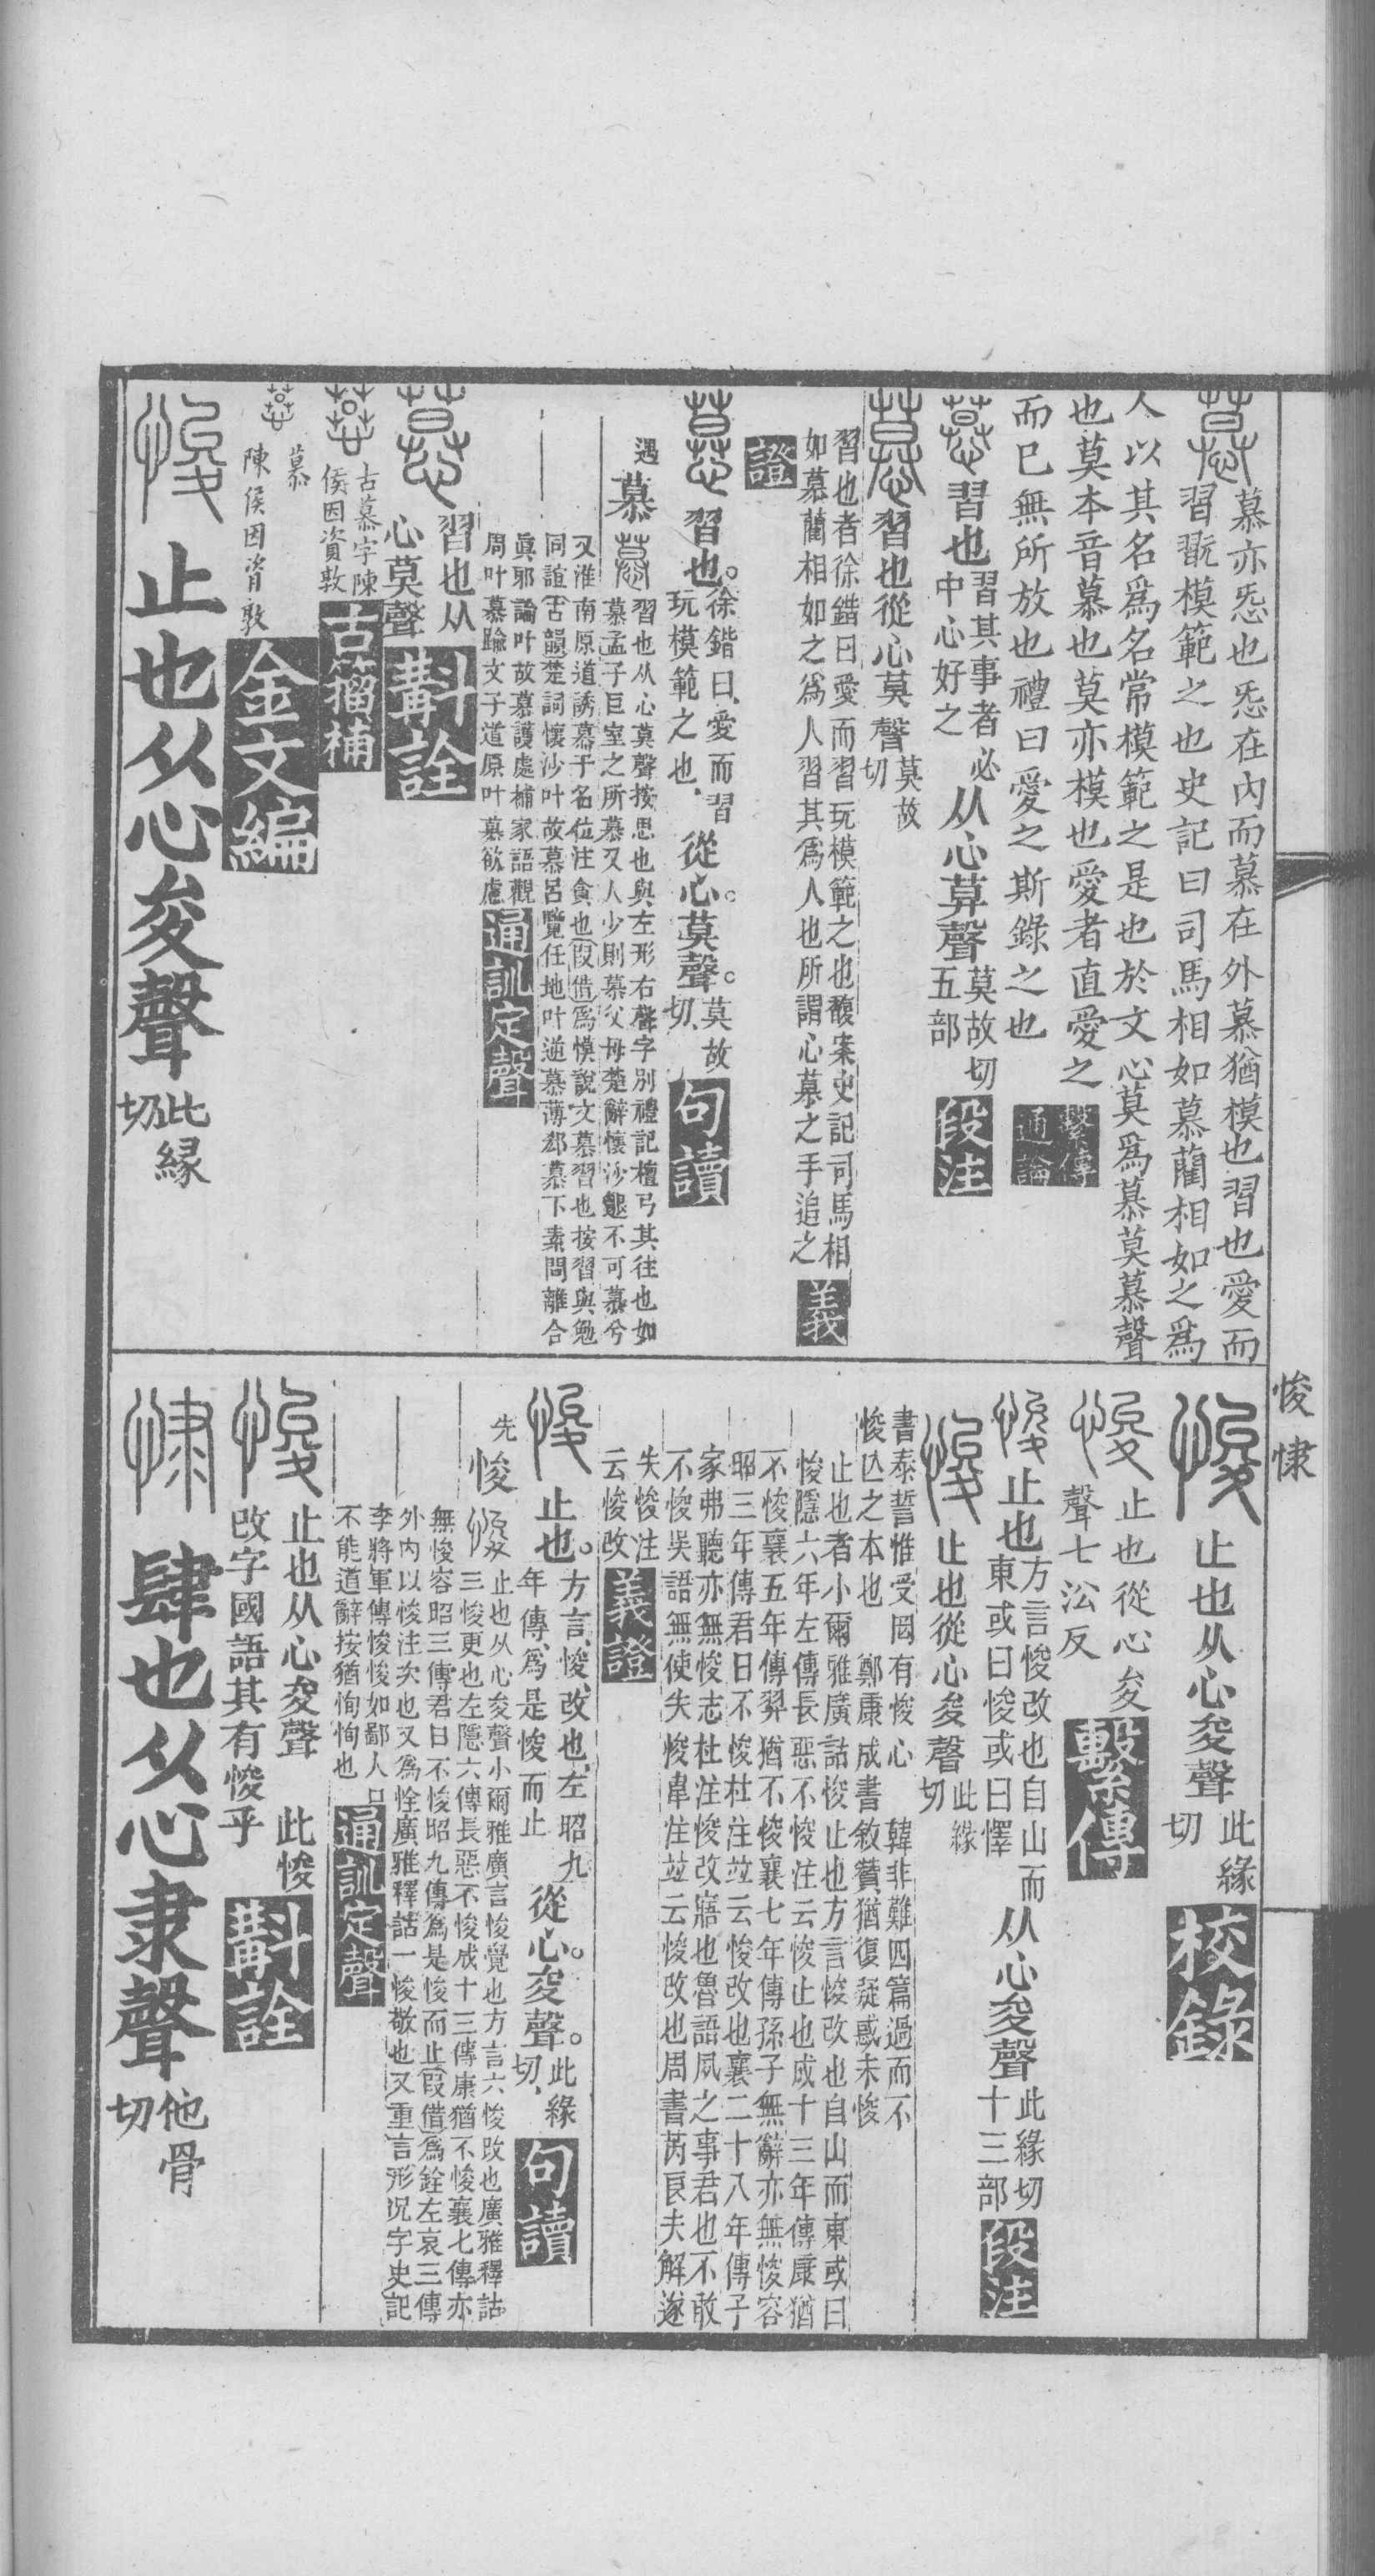 慕亦㤅也㤅在內而慕在外慕猶模也習也愛而
習翫模範之也史記曰司馬相如慕藺相如之爲
人以其名爲名常模範之是也於文心莫爲慕莫慕聲
也莫本音慕也莫亦模也愛者直愛之
而已無所放也禮曰愛之斯錄之也
繫傳
通論
習也
習其事者必
中心好之
从心莫聲
莫故切
五部
段注
習也從心莫聲
莫故
切
習也者徐鍇曰愛而習玩模範之也馥案史記司馬相
如慕藺相如之爲人習其爲人也所謂心慕之手追之
義
證
習也。
徐鍇曰、愛而習
玩模範之也、
從心。莫聲。
莫故
切、
句讀
遇
慕
習也从心莫聲按思也與左形右聲字別禮記檀弓其往也如
慕孟子巨室之所慕又人少則慕父母楚辭懷沙邈不可慕兮
又淮南原道誘慕于名位注貪也假借爲模說文慕習也按習與勉
同誼古韻楚詞懷沙叶故慕呂覽任地叶逆慕薄郄慕下素問離合
眞邪論叶故慕護處補家語觀
周叶慕踰文子道原叶慕欲慮
通訓定聲
習也从
心莫聲
斠詮
古慕字陳
侯因資敦
古籀補
慕
陳侯因資敦
金文編
止也从心夋聲
此緣
切
悛悚
止也从心夋聲
此緣
切
校錄
止也從心夋
聲七㳂反
繫傳
止也
方言悛改也自山而
東或曰悛或曰懌
从心夋聲
此緣切
十三部
段注
止也從心夋聲
此緣
切
書泰誓惟受罔有悛心 韓非難四篇過而不
悛亾之本也 鄭康成書敘贊猶復疑惑未悛
止也者小爾雅廣詁悛止也方言悛改也自山而東或曰
悛隱六年左傳長惡不悛注云悛止也成十三年傳康猶
不悛襄五年傳羿猶不悛襄七年傳孫子無辭亦無悛容
昭三年傳君日不悛杜注竝云悛改也襄二十八年傳子
家弗聽亦無悛志杜注悛改寤也魯語夙之事君也不敢
不悛吳語無使失悛韋注竝云悛改也周書芮良夫解遂
失悛注
云悛改
義證
止也。
方言、悛、改也、左昭九
年傳、爲是悛而止
從心。夋聲。
此緣
切、
句讀
先
悛
止也从心夋聲小爾雅廣言悛覺也方言六悛改也廣雅釋詁
三悛更也左隱六傳長惡不悛成十三傳康猶不悛襄七傳亦
無悛容昭三傳君日不悛昭九傳爲是悛而止假借爲銓左哀三傳
外內以悛注次也又爲恮廣雅釋詁一悛敬也又重言形況字史記
李將軍傳悛悛如鄙人口
不能道辭按猶恂恂也
通訓定聲
止也从心夋聲 此悛
改字國語其有悛乎
斠詮
肆也从心隶聲
他骨
切